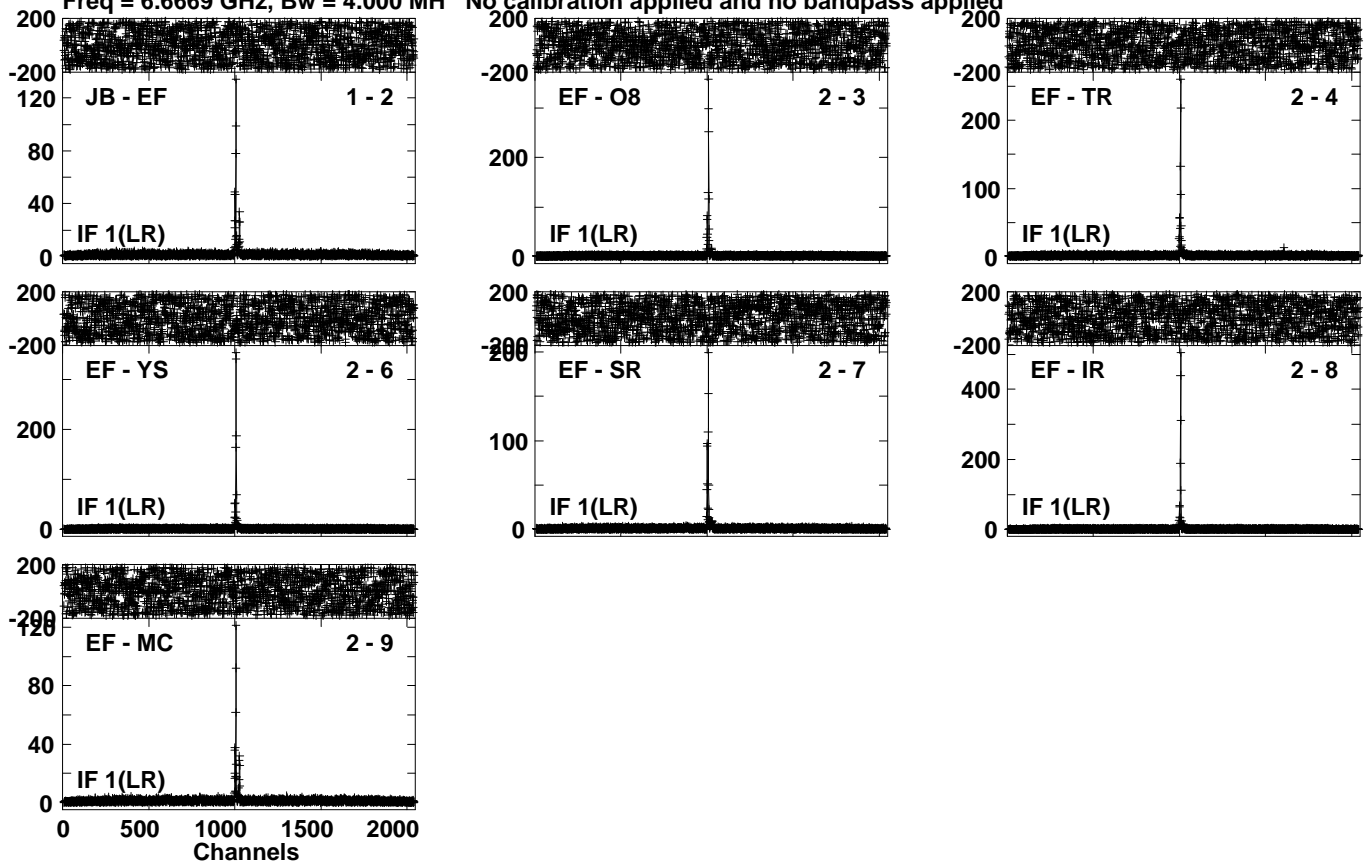 Freq = 6.6669 GHz, Bw = 4.000 MH No calibration applied and no bandpass applied
200
-200
JB - EF 1 - 2
120
80
40
0
IF 1(LR)
200
-200
EF - O8 2 - 3
200
0
IF 1(LR)
200
-200
EF - TR 2 - 4
200
100
0
IF 1(LR)
200
-200
EF - YS 2 - 6
200
0
IF 1(LR)
200
-200
200
EF - SR 2 - 7
100
0
IF 1(LR)
200
-200
EF - IR 2 - 8
400
200
0
IF 1(LR)
200
-200
120
EF - MC 2 - 9
80
40
0
IF 1(LR)
0 500 1000 1500 2000
Channels